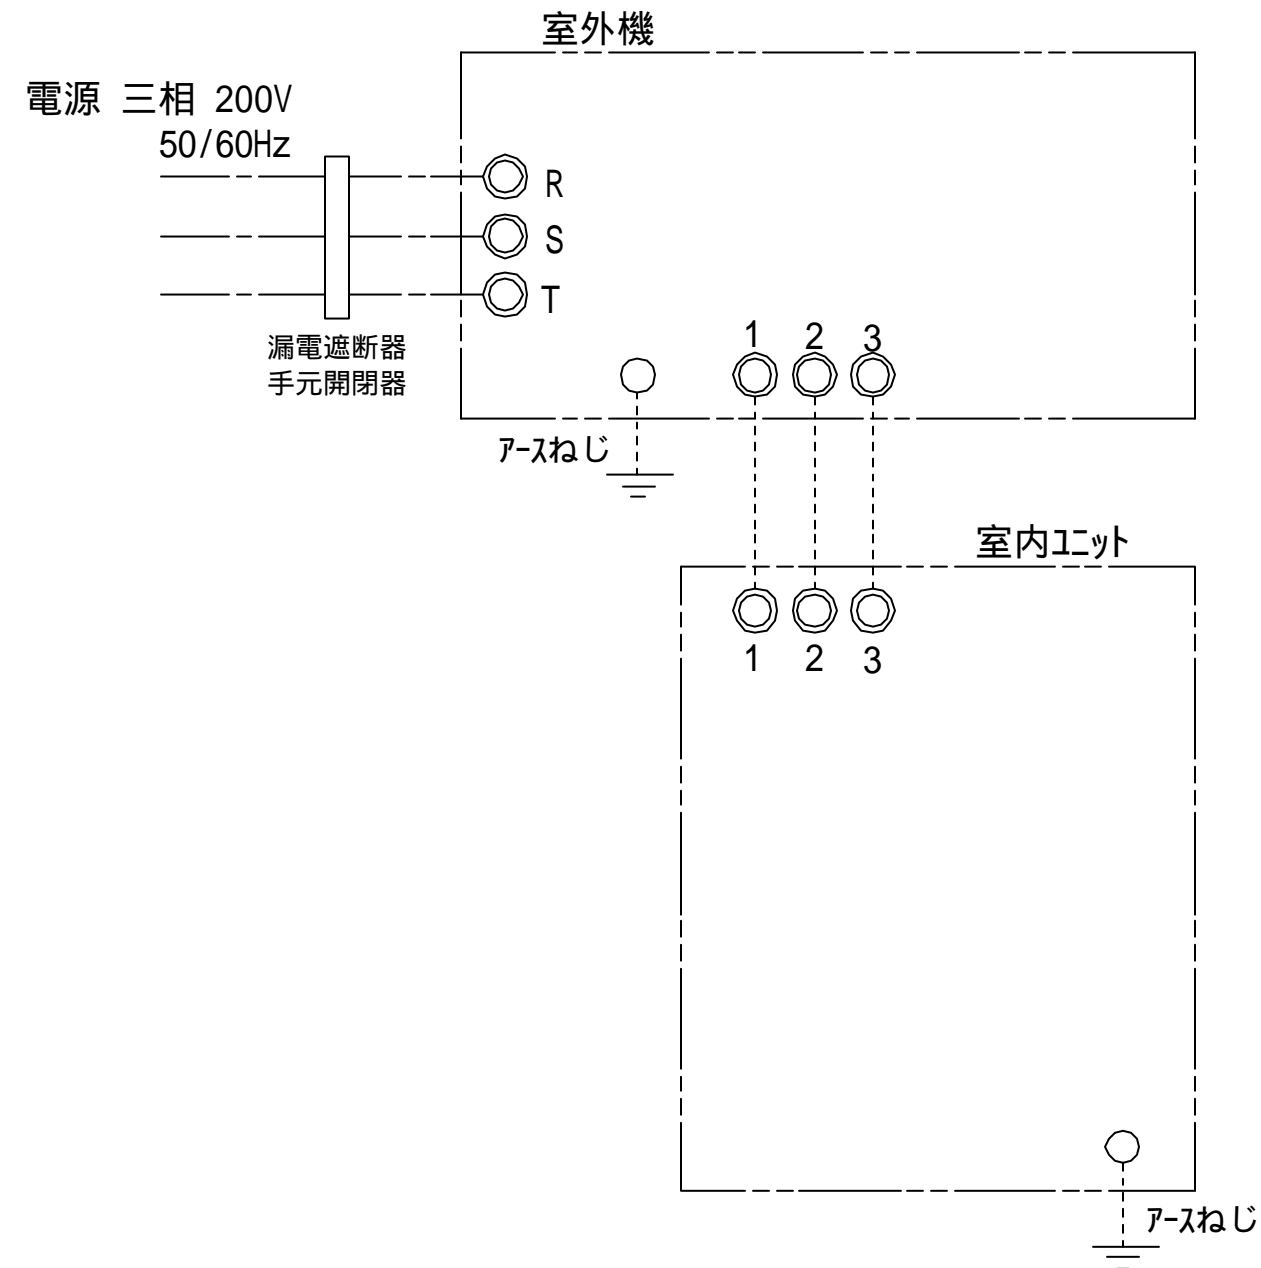 室外機
電源 三相 200V
50/60Hz
R
S
T
漏電遮断器
手元開閉器
1 2 3
ｱｰｽねじ
室内ﾕﾆｯﾄ
1 2 3
ｱｰｽねじ